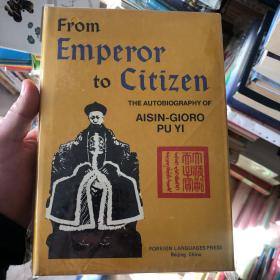 From
Emperor
to Citizen
THE AUTOBIOGRAPHY OF
AISIN-GIORO
PU YI
FOREIGN LANGUAGES PRESS
Beijing China